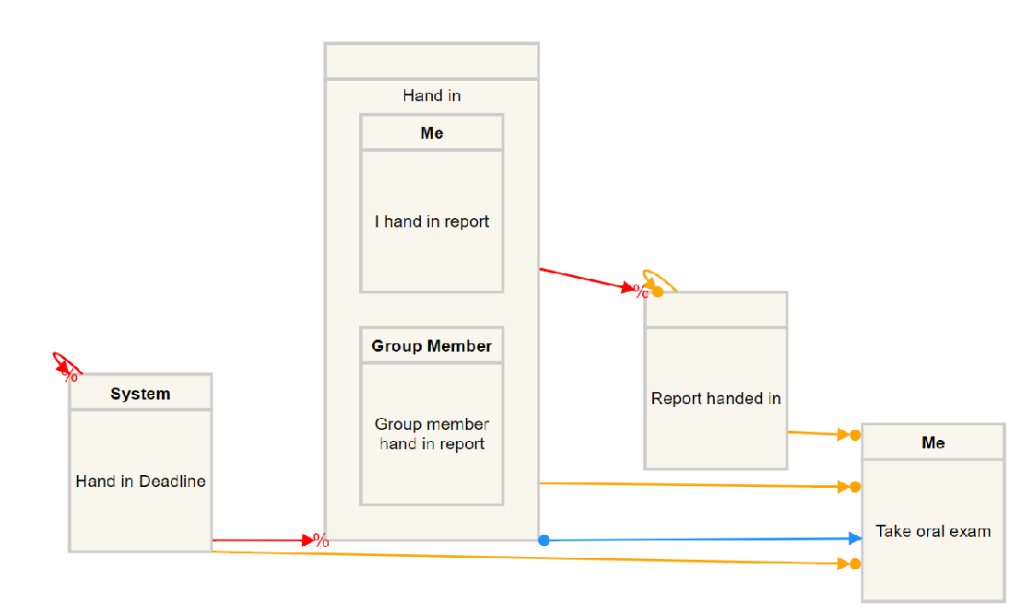 Hand in
Me
I hand in report
%
Group Member
Group member
hand in report
Report handed in
%
System
Hand in Deadline
%
Me
Take oral exam